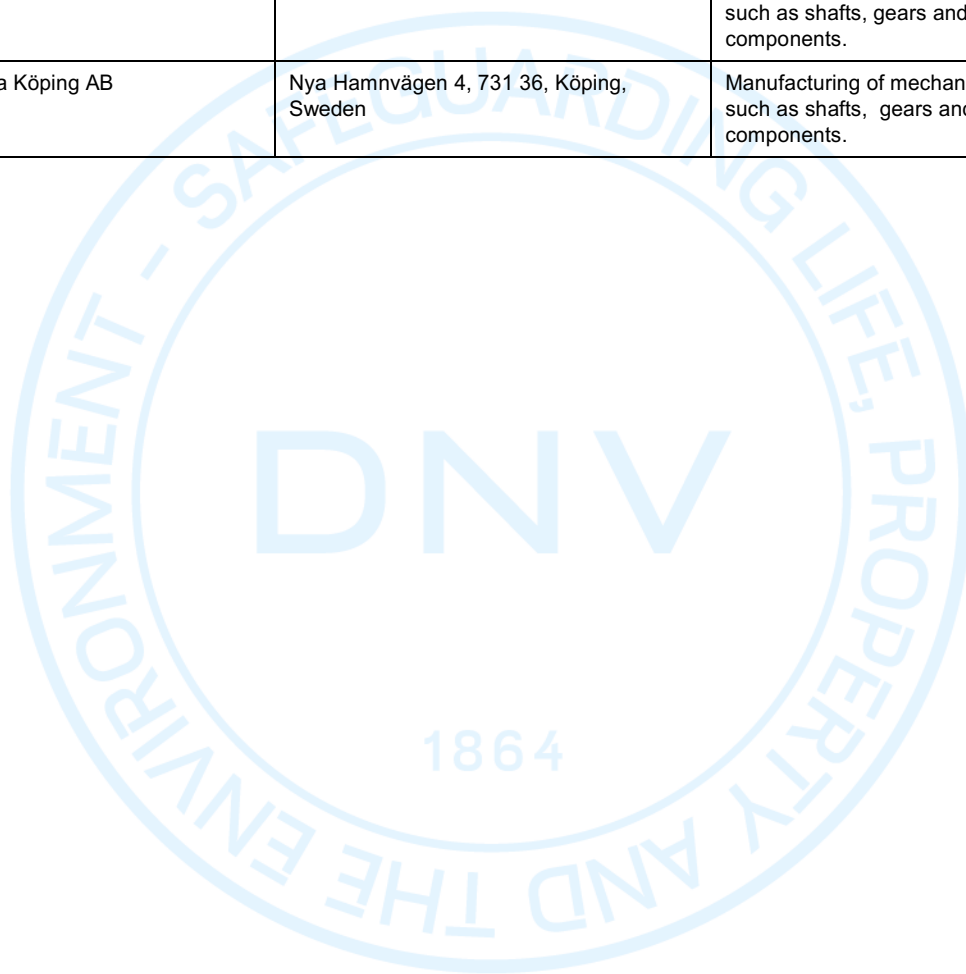 such as shafts, gears and
components.
a Köping AB
Nya Hamnvägen 4, 731 36, Köping,
Sweden
Manufacturing of mechan
such as shafts,  gears and
components.
SAFEGUARDING LIFE, PROPERTY AND THE ENVIRONMENT -
DNV
1864